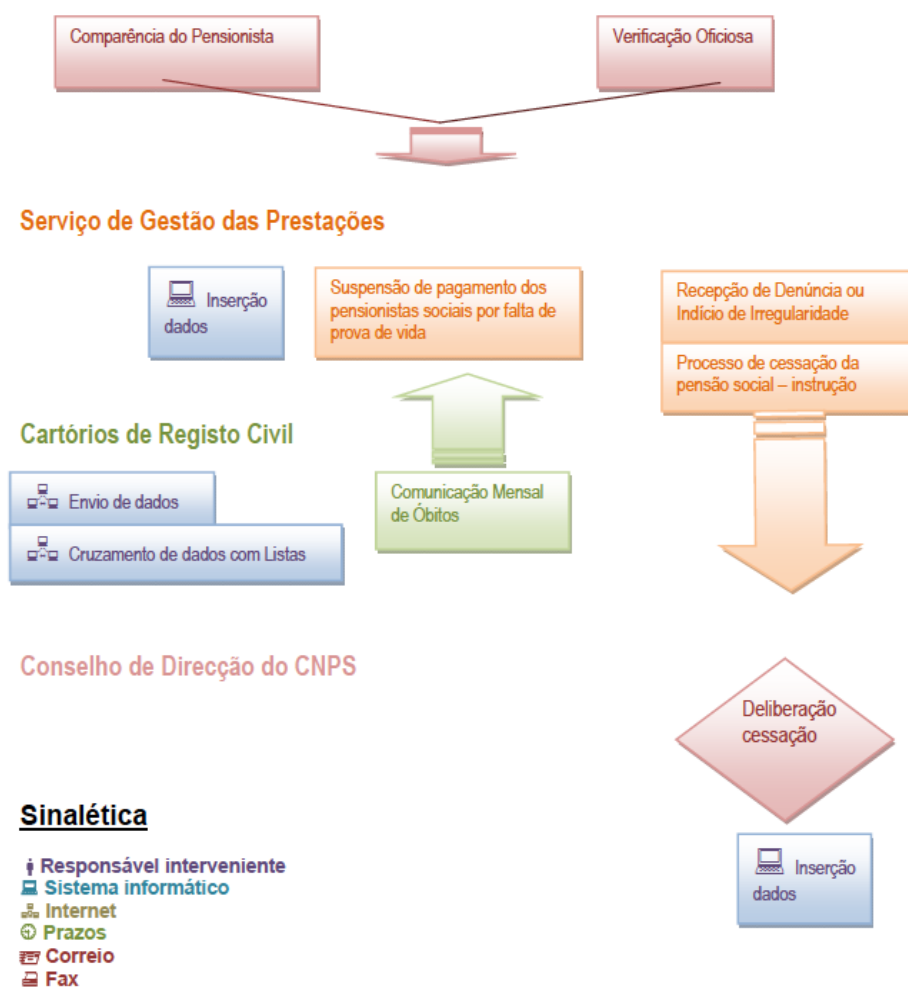 Comparência do Pensionista
Verificação Oficiosa
Serviço de Gestão das Prestações
Inserção
dados
Suspensão de pagamento dos
pensionistas sociais por falta de
prova de vida
Recepção de Denúncia ou
Indício de Irregularidade
Processo de cessação da
pensão social – instrução
Cartórios de Registo Civil
Envio de dados
Cruzamento de dados com Listas
Comunicação Mensal
de Óbitos
Conselho de Direcção do CNPS
Deliberação
cessação
Inserção
dados
Sinalética
Responsável interveniente
Sistema informático
Internet
Prazos
Correio
Fax